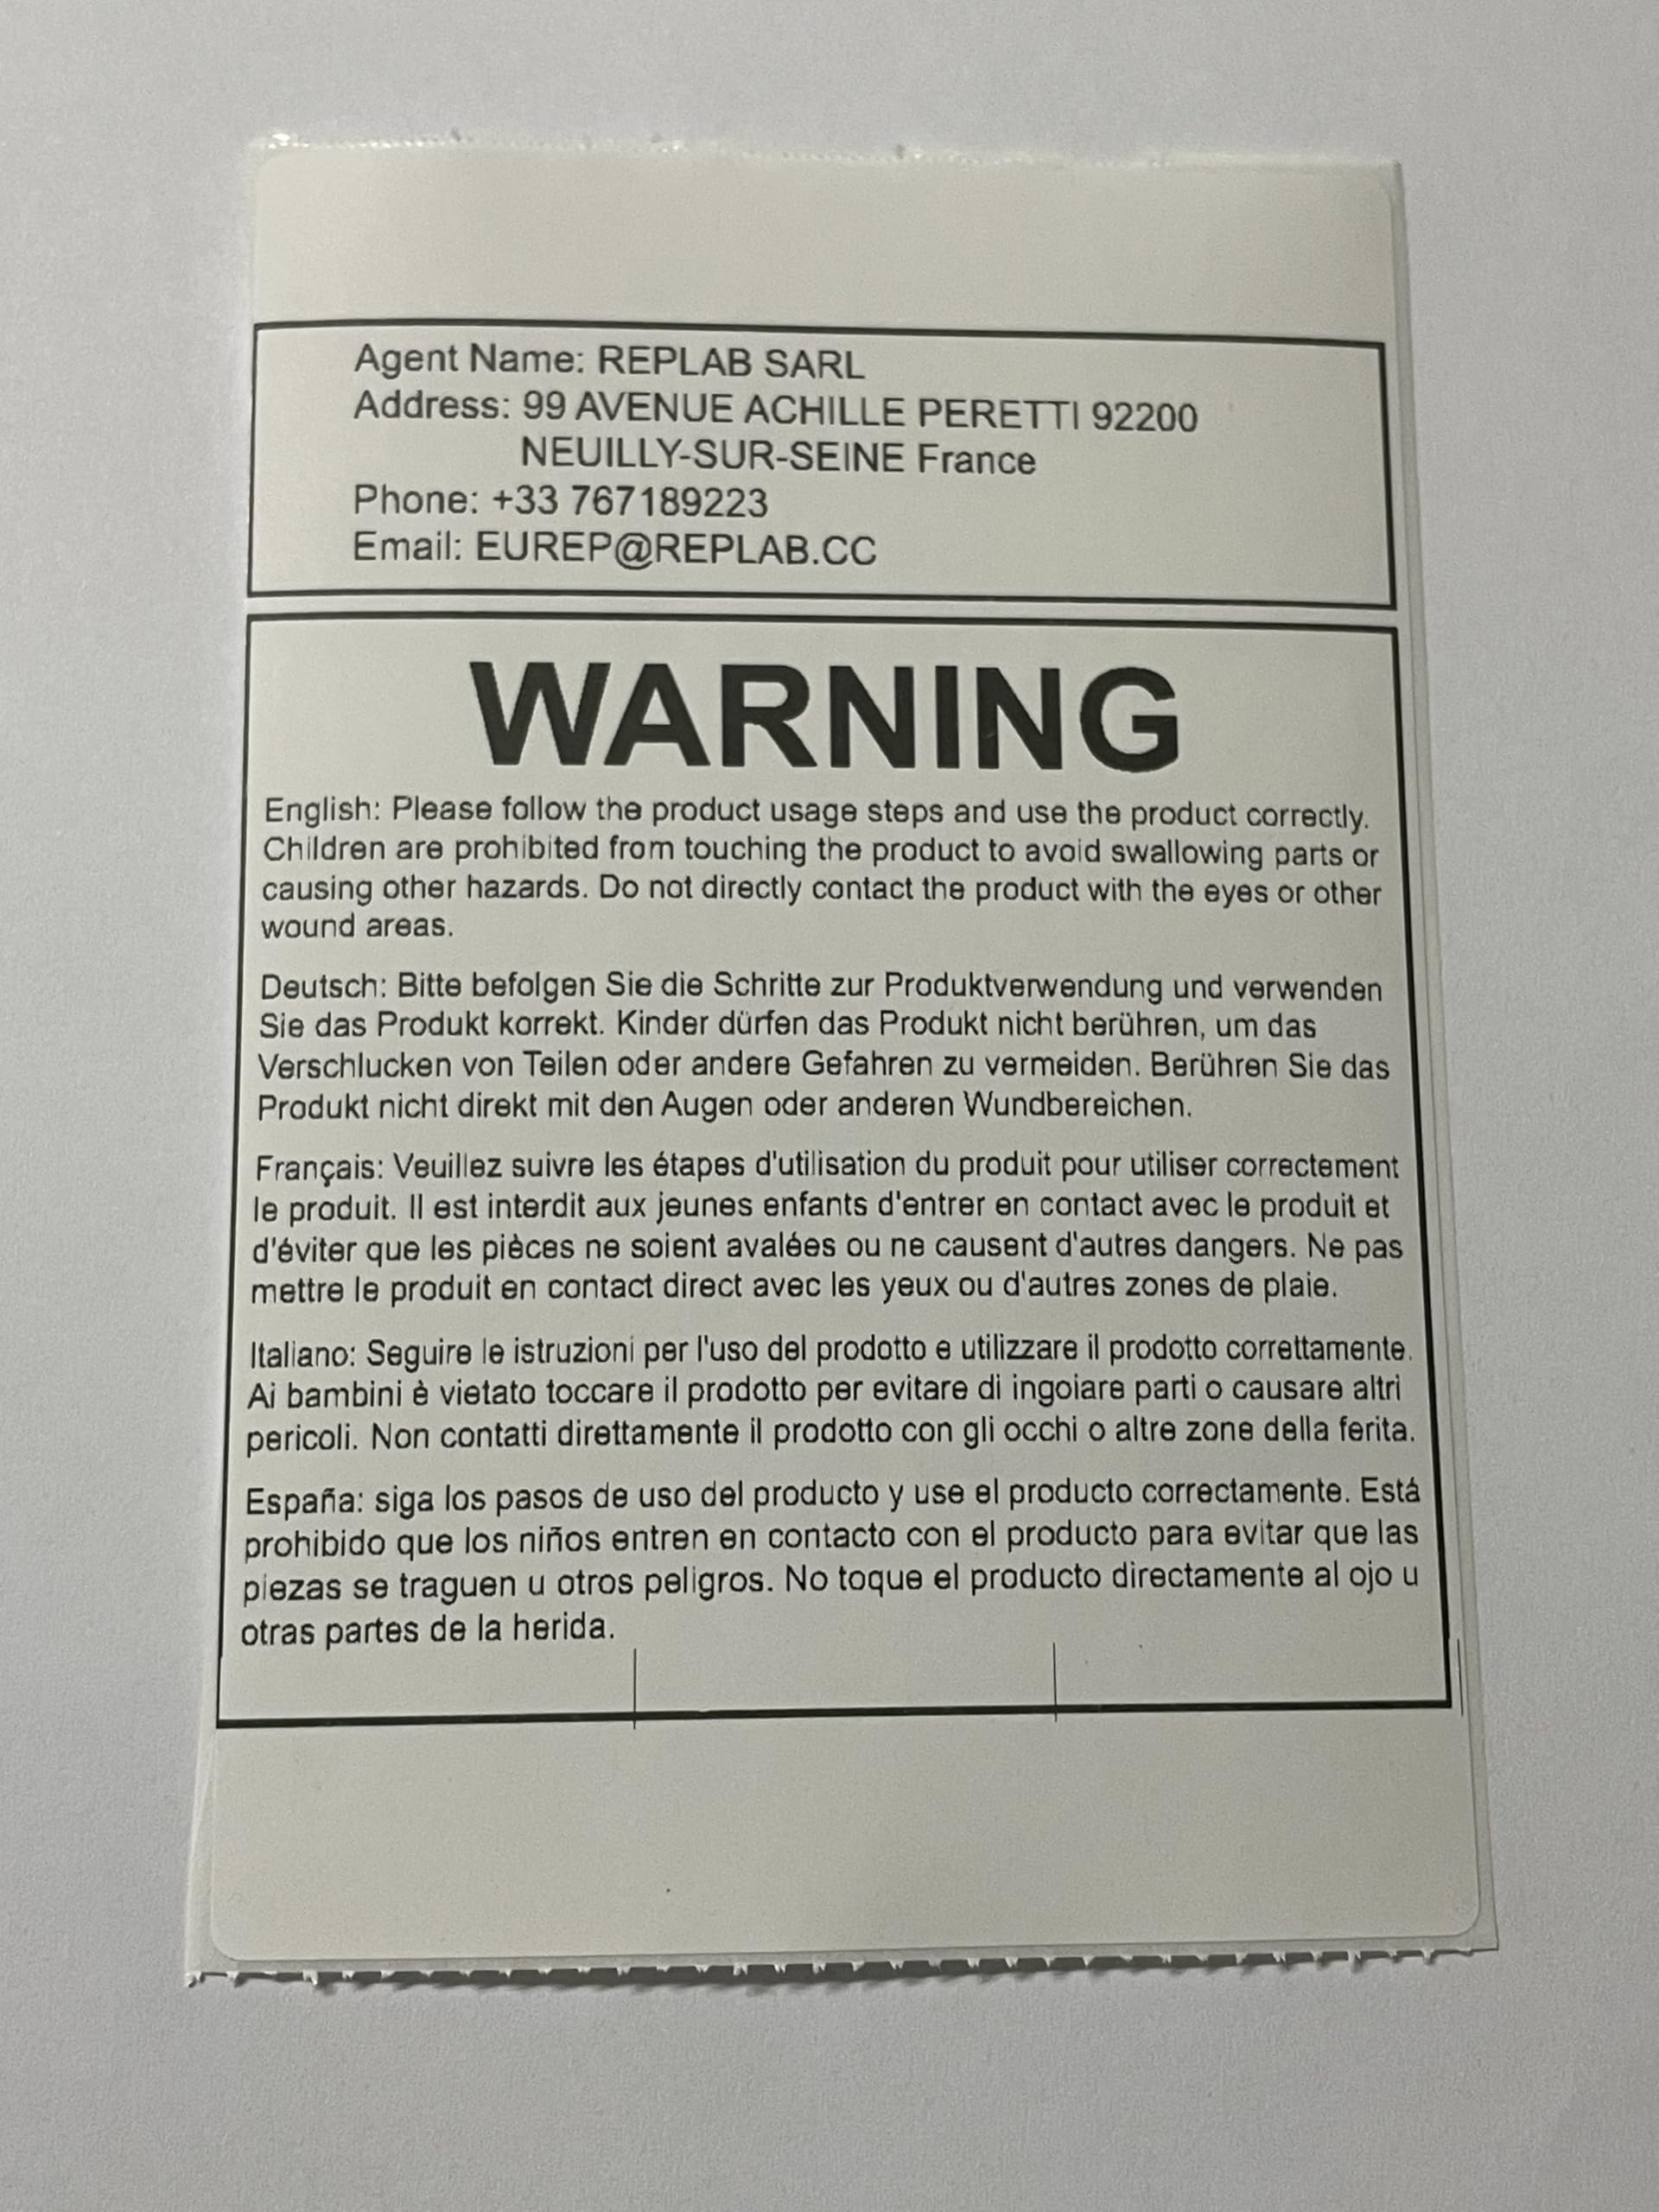 Agent Name: REPLAB SARL
Address: 99 AVENUE ACHILLE PERETTI 92200
NEUILLY-SUR-SEINE France
Phone: +33 767189223
Email: EUREP@REPLAB.CC
WARNING
English: Please follow the product usage steps and use the product correctly.
Children are prohibited from touching the product to avoid swallowing parts or
causing other hazards. Do not directly contact the product with the eyes or other
wound areas.
Deutsch: Bitte befolgen Sie die Schritte zur Produktverwendung und verwenden
Sie das Produkt korrekt. Kinder dürfen das Produkt nicht berühren, um das
Verschlucken von Teilen oder andere Gefahren zu vermeiden. Berühren Sie das
Produkt nicht direkt mit den Augen oder anderen Wundbereichen.
Français: Veuillez suivre les étapes d'utilisation du produit pour utiliser correctement
le produit. Il est interdit aux jeunes enfants d'entrer en contact avec le produit et
d'éviter que les pièces ne soient avalées ou ne causent d'autres dangers. Ne pas
mettre le produit en contact direct avec les yeux ou d'autres zones de plaie.
Italiano: Seguire le istruzioni per l'uso del prodotto e utilizzare il prodotto correttamente.
Ai bambini è vietato toccare il prodotto per evitare di ingoiare parti o causare altri
pericoli. Non contatti direttamente il prodotto con gli occhi o altre zone della ferita.
España: siga los pasos de uso del producto y use el producto correctamente. Está
prohibido que los niños entren en contacto con el producto para evitar que las
piezas se traguen u otros peligros. No toque el producto directamente al ojo u
otras partes de la herida.